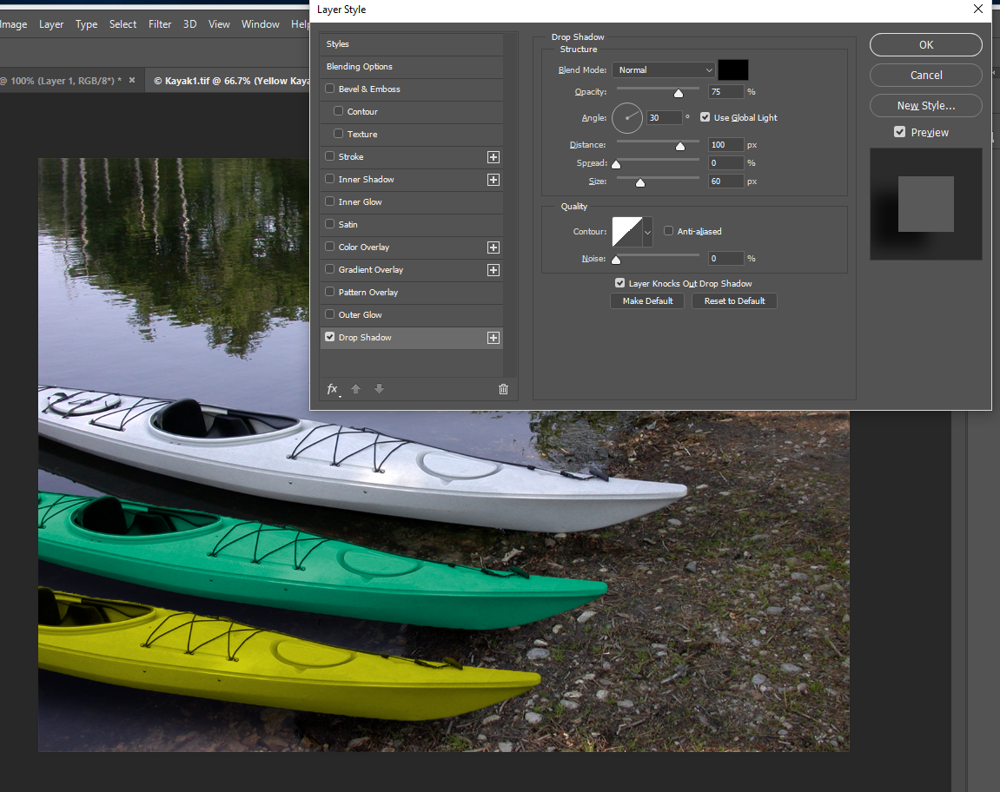 Layer Style
Image Layer Type Select Filter 3D View Window Help
@ 100% (Layer 1, RGB/8*) * ×
© Kayak1.tif @ 66.7% (Yellow Kaya
Styles
Blending Options
Bevel & Emboss
Contour
Texture
Stroke
Inner Shadow
Inner Glow
Satin
Color Overlay
Gradient Overlay
Pattern Overlay
Outer Glow
Drop Shadow
fx
Drop Shadow
Structure
Blend Mode: Normal
Opacity: 75 %
Angle: 30 ° Use Global Light
Distance: 100 px
Spread: 0 %
Size: 60 px
Quality
Contour: Anti-aliased
Noise: 0 %
Layer Knocks Out Drop Shadow
Make Default Reset to Default
OK
Cancel
New Style...
Preview